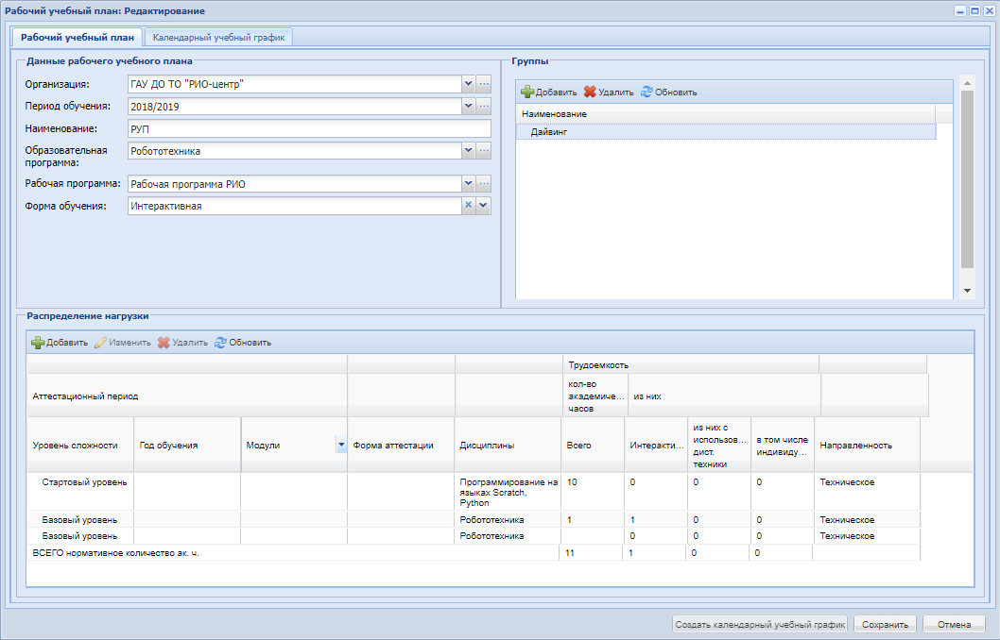 Рабочий учебный план: Редактирование
Рабочий учебный план
Календарный учебный график
Данные рабочего учебного плана
Организация:
ГАУ ДО ТО "РИО-центр"
Период обучения:
2018/2019
Наименование:
РУП
Образовательная
программа:
Робототехника
Рабочая программа:
Рабочая программа РИО
Форма обучения:
Интерактивная
Группы
Добавить Удалить Обновить
Наименование
Дайвинг
Распределение нагрузки
Добавить Изменить Удалить Обновить
Трудоемкость
Аттестационный период
кол-во
академиче...
часов
из них
Уровень сложности
Год обучения
Модули
Форма аттестации
Дисциплины
Всего
Интеракти...
из них с
использов...
дист.
техники
в том числе
индивиду...
Направленность
Стартовый уровень
Программирование на
языках Scratch,
Python
10 0 0 0 Техническое
Базовый уровень Робототехника 1 1 0 0 Техническое
Базовый уровень Робототехника 0 0 0 Техническое
ВСЕГО нормативное количество ак. ч. 11 1 0 0
Создать календарный учебный график
Сохранить
Отмена